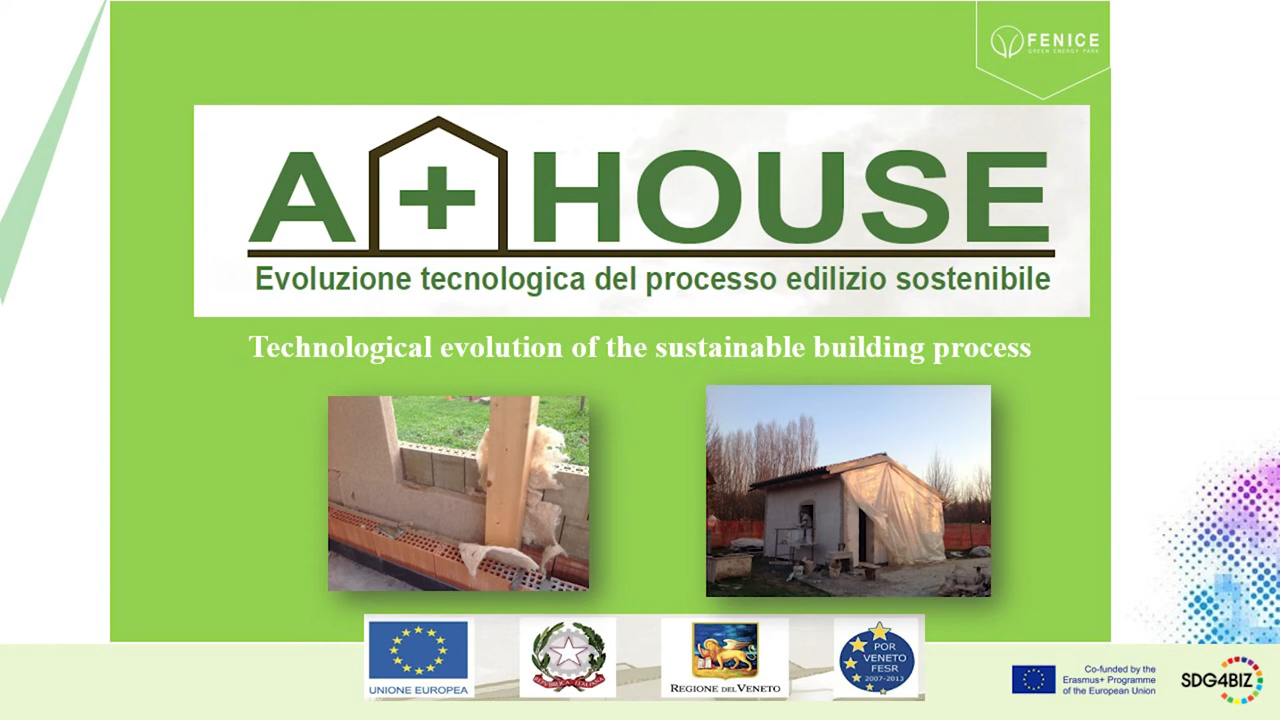 FENICE
GREEN ENERGY PARK
A+HOUSE
Evoluzione tecnologica del processo edilizio sostenibile
Technological evolution of the sustainable building process
UNIONE EUROPEA
REPVBBLICA ITALIANA
REGIONE DEL VENETO
POR
VENETO
FESR
2007-2013
Co-funded by the
Erasmus+ Programme
of the European Union
SDG4BIZ